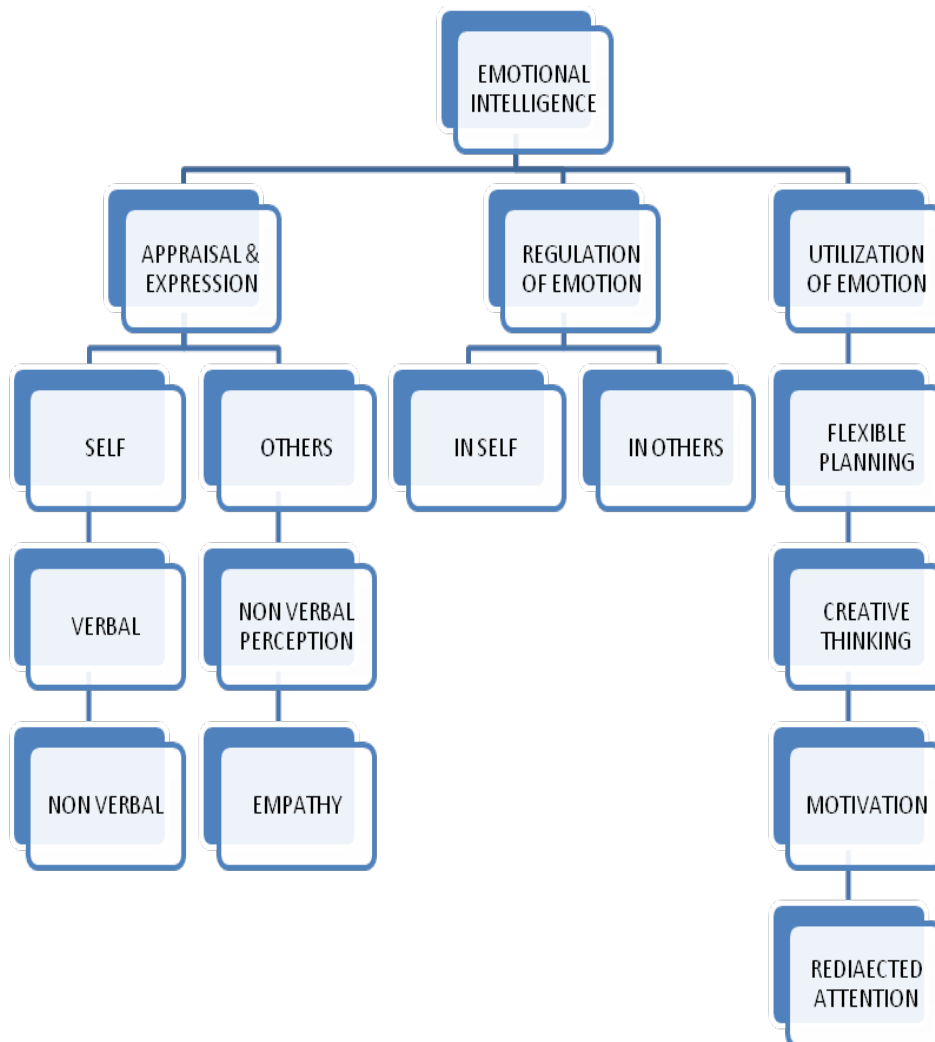 EMOTIONAL
INTELLIGENCE
APPRAISAL &
EXPRESSION
REGULATION
OF EMOTION
UTILIZATION
OF EMOTION
SELF
OTHERS
IN SELF
IN OTHERS
FLEXIBLE
PLANNING
VERBAL
NON VERBAL
PERCEPTION
CREATIVE
THINKING
NON VERBAL
EMPATHY
MOTIVATION
REDIAECTED
ATTENTION